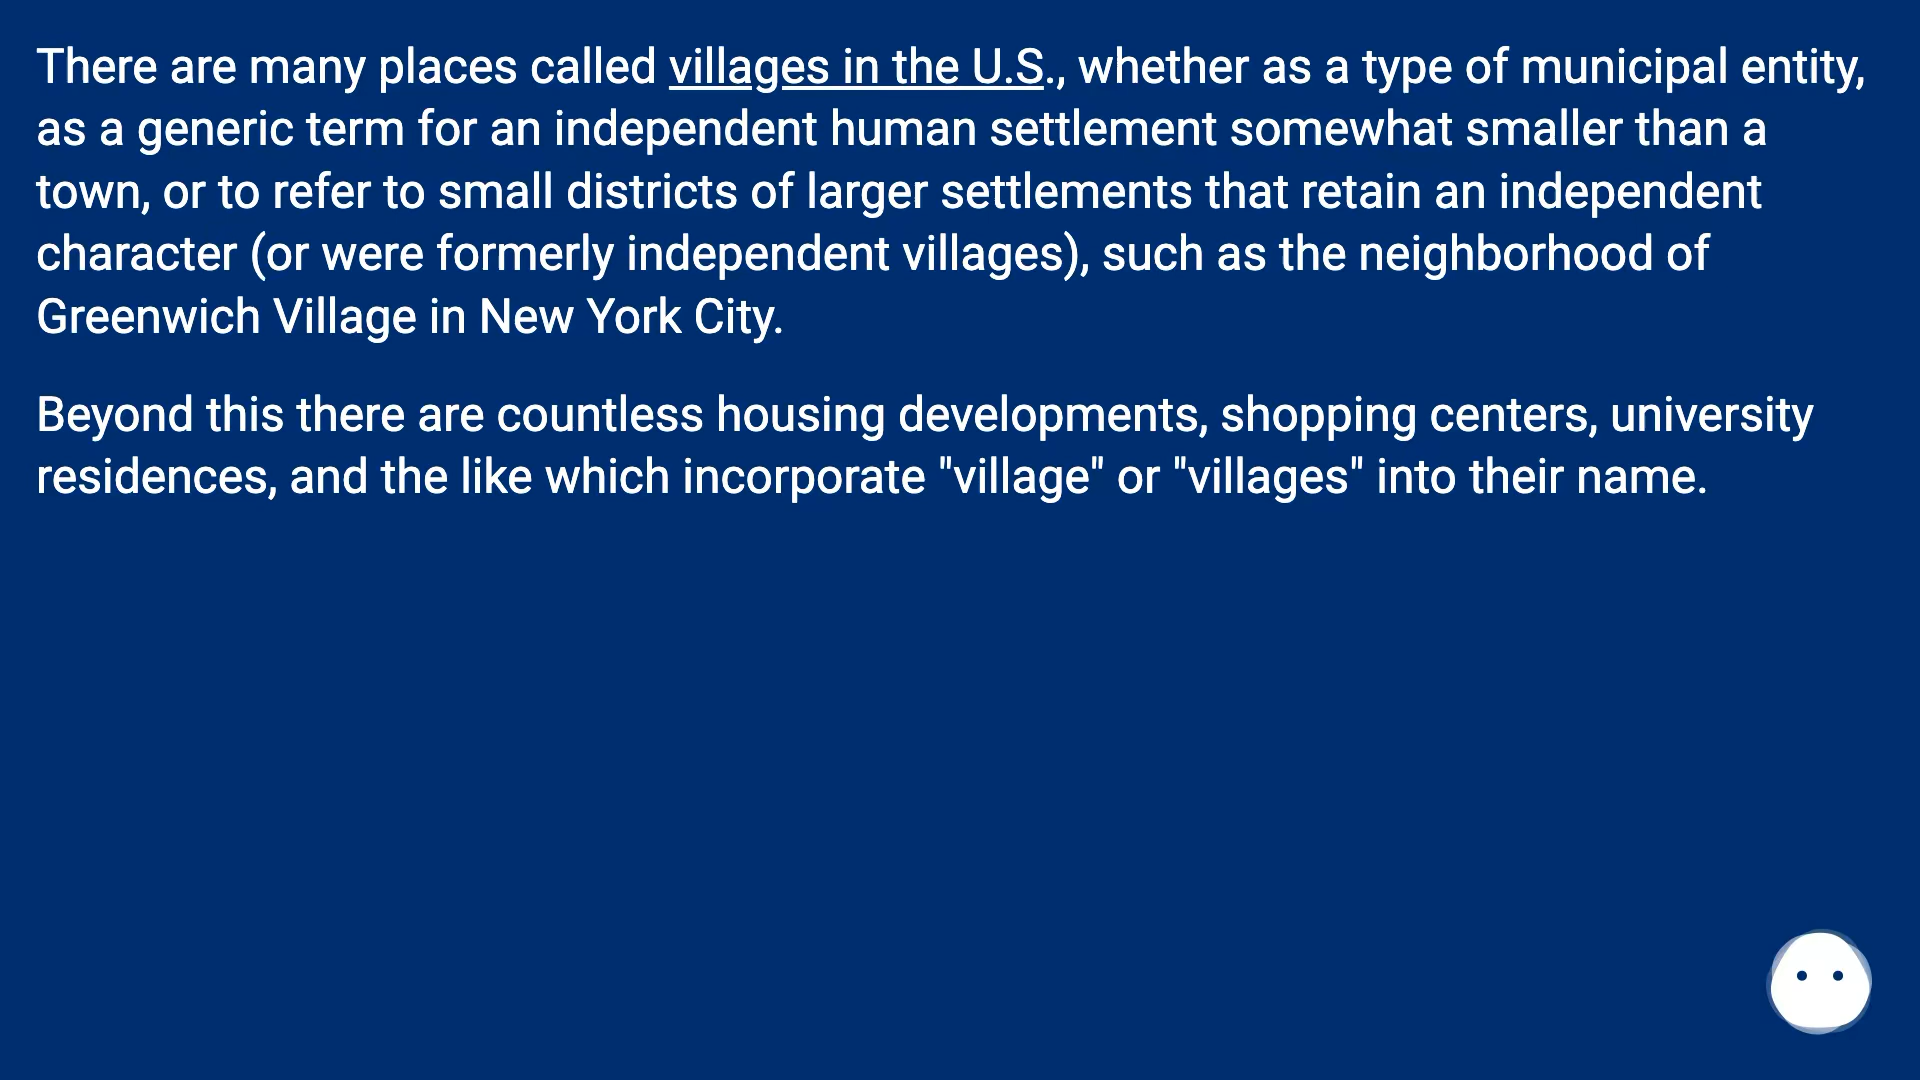 There are many places called villages in the U.S., whether as a type of municipal entity,
as a generic term for an independent human settlement somewhat smaller than a
town, or to refer to small districts of larger settlements that retain an independent
character (or were formerly independent villages), such as the neighborhood of
Greenwich Village in New York City.
Beyond this there are countless housing developments, shopping centers, university
residences, and the like which incorporate "village" or "villages" into their name.